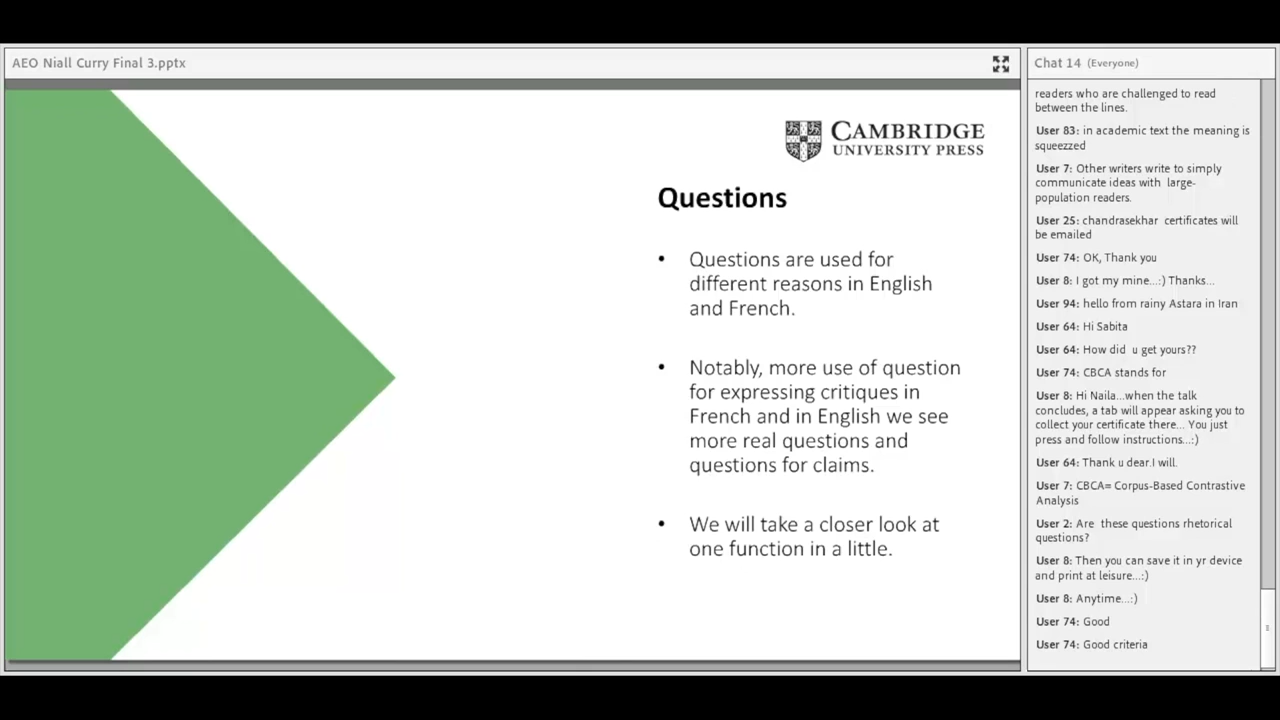 AEO Niall Curry Final 3.pptx
CAMBRIDGE
UNIVERSITY PRESS
Questions
• Questions are used for
different reasons in English
and French.
• Notably, more use of question
for expressing critiques in
French and in English we see
more real questions and
questions for claims.
• We will take a closer look at
one function in a little.
Chat 14 (Everyone)
readers who are challenged to read
between the lines.
User 83: in academic text the meaning is
squeezzed
User 7: Other writers write to simply
communicate ideas with large-
population readers.
User 25: chandrasekhar certificates will
be emailed
User 74: OK, Thank you
User 8: I got my mine...:) Thanks...
User 94: hello from rainy Astara in Iran
User 64: Hi Sabita
User 64: How did u get yours??
User 74: CBCA stands for
User 8: Hi Naila...when the talk
concludes, a tab will appear asking you to
collect your certificate there... You just
press and follow instructions...:)
User 64: Thank u dear.I will.
User 7: CBCA= Corpus-Based Contrastive
Analysis
User 2: Are these questions rhetorical
questions?
User 8: Then you can save it in yr device
and print at leisure...:)
User 8: Anytime...:)
User 74: Good
User 74: Good criteria